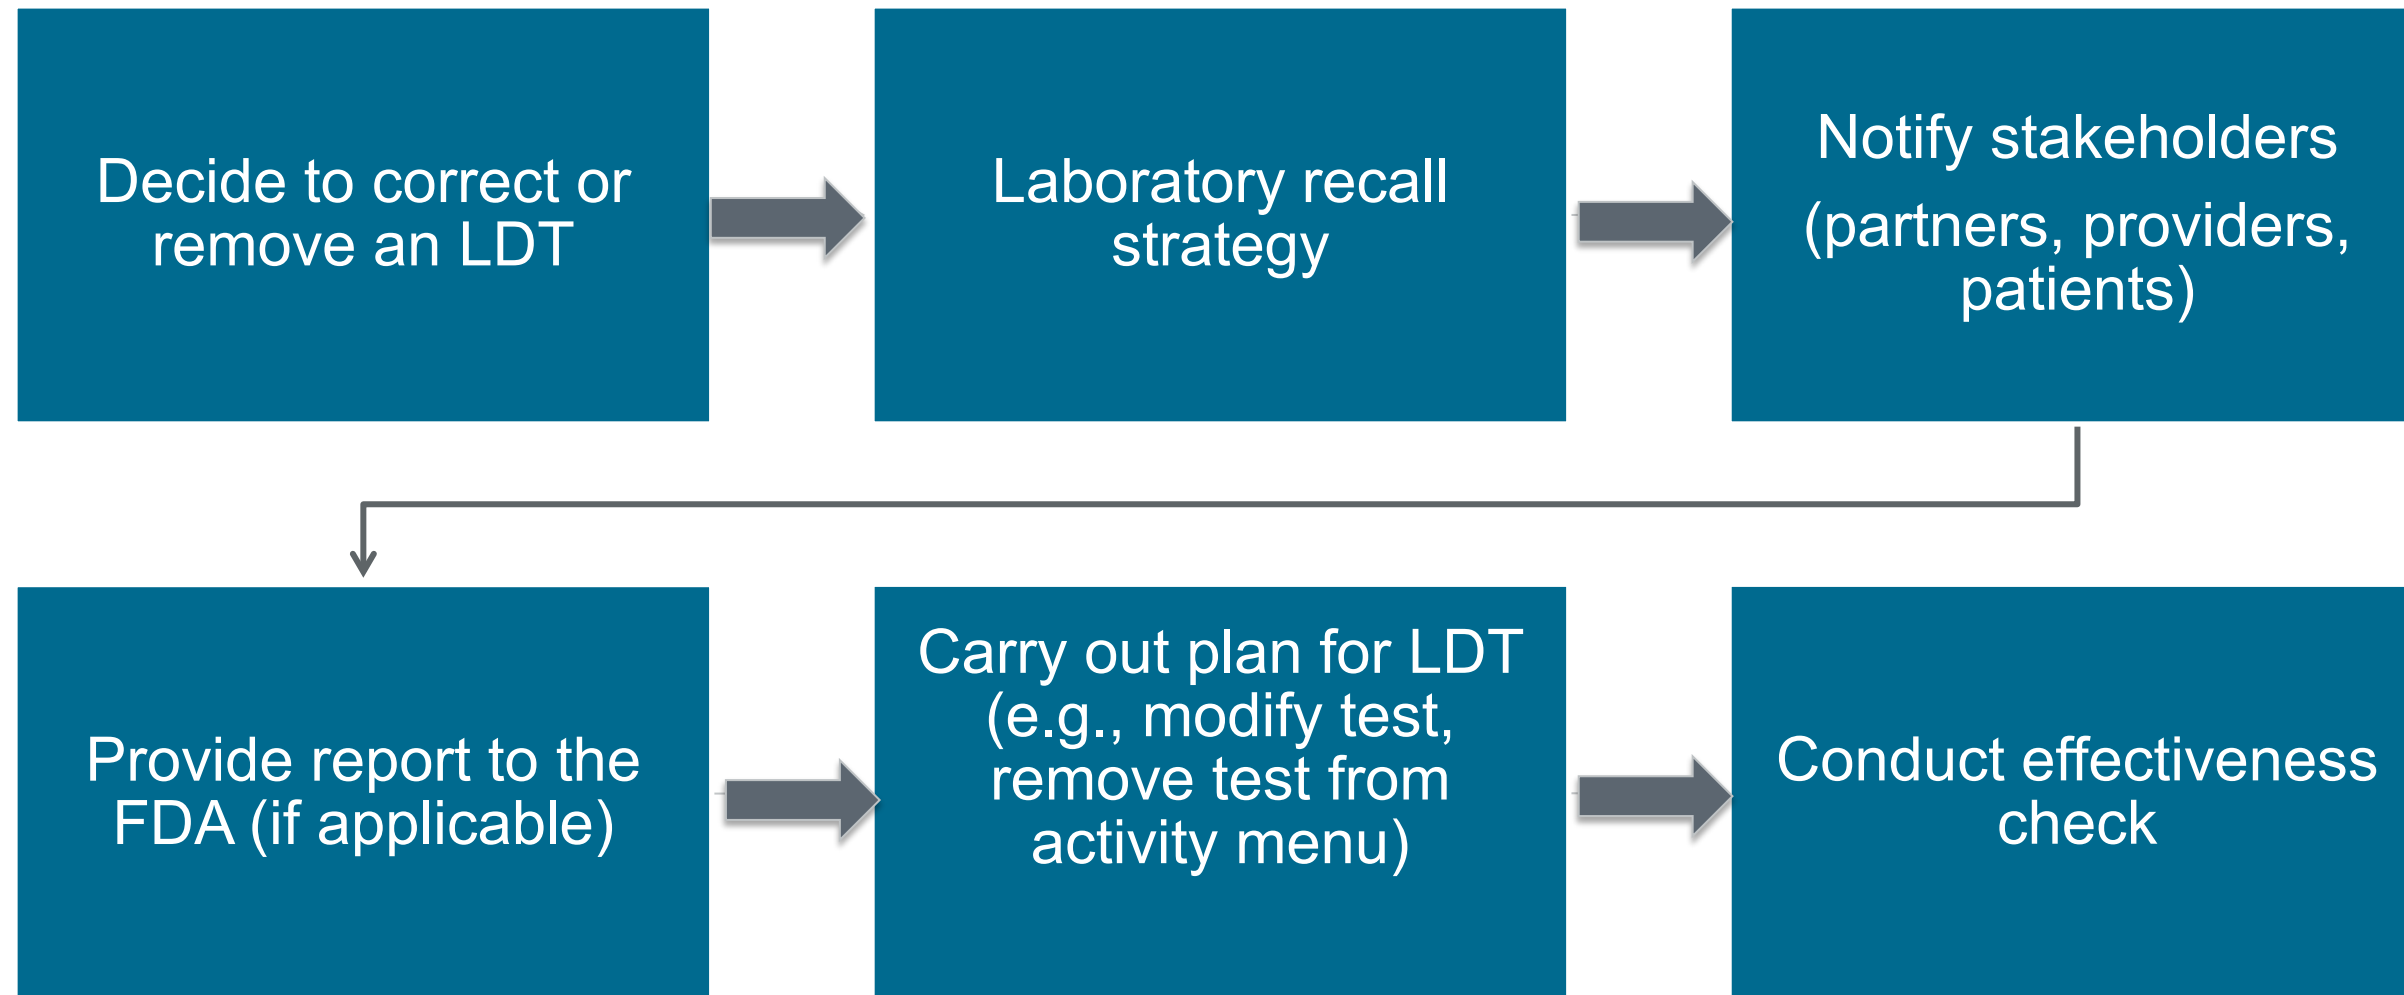 Decide to correct or
remove an LDT
Laboratory recall
strategy
Notify stakeholders
(partners, providers,
patients)
Provide report to the
FDA (if applicable)
Carry out plan for LDT
(e.g., modify test,
remove test from
activity menu)
Conduct effectiveness
check